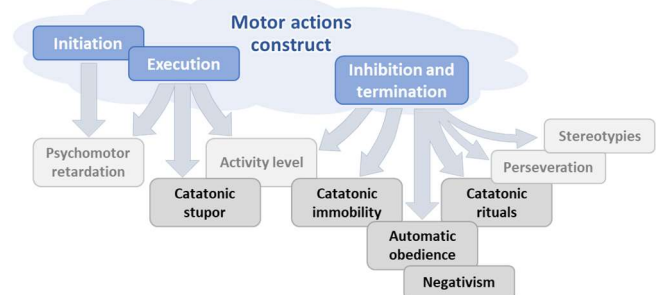 Motor actions
construct
Initiation
Execution
Inhibition and
termination
Psychomotor
retardation
Activity level
Stereotypies
Perseveration
Catatonic
stupor
Catatonic
immobility
Catatonic
rituals
Automatic
obedience
Negativism